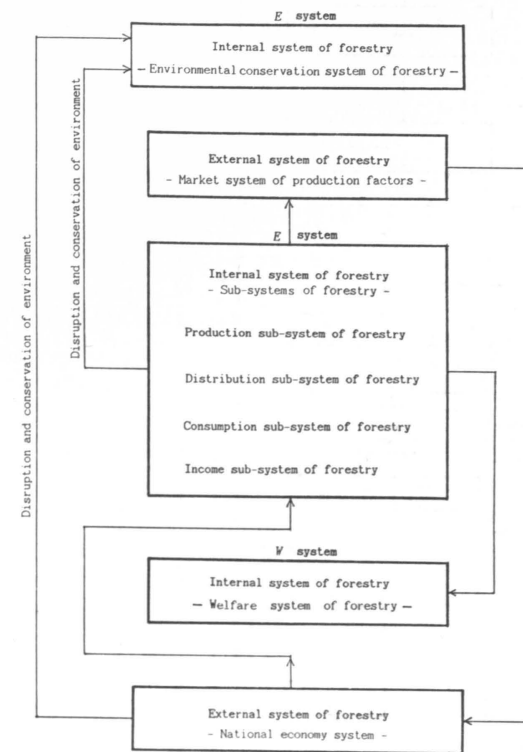 E system
Internal system of forestry
— Environmental conservation system of forestry —
External system of forestry
- Market system of production factors -
E system
Internal system of forestry
- Sub-systems of forestry -
Production sub-system of forestry
Distribution sub-system of forestry
Consumption sub-system of forestry
Income sub-system of forestry
W system
Internal system of forestry
— Welfare system of forestry —
External system of forestry
- National economy system -
Disruption and conservation of environment
Disruption and conservation of environment